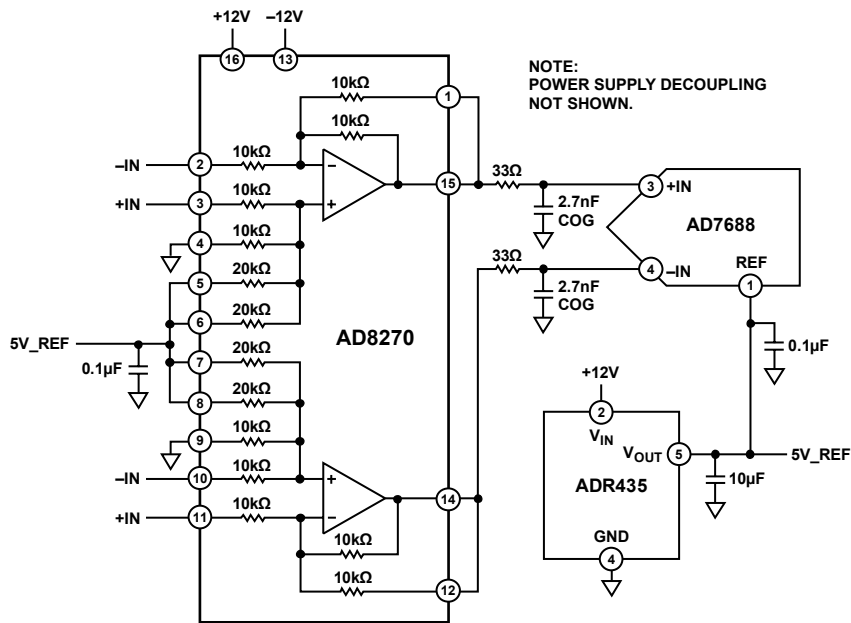 +12V
–12V
16
13
NOTE:
POWER SUPPLY DECOUPLING
NOT SHOWN.
10kΩ
1
10kΩ
–IN
2
10kΩ
–
15
33Ω
3
+IN
+IN
3
10kΩ
+
2.7nF
COG
AD7688
4
10kΩ
33Ω
4
–IN
REF
1
5
20kΩ
2.7nF
COG
6
20kΩ
AD8270
5V_REF
0.1µF
7
20kΩ
0.1µF
8
20kΩ
+12V
2
VIN
9
10kΩ
VOUT
5
5V_REF
–IN
10
10kΩ
+
14
ADR435
10µF
+IN
11
10kΩ
–
10kΩ
GND
4
10kΩ
12